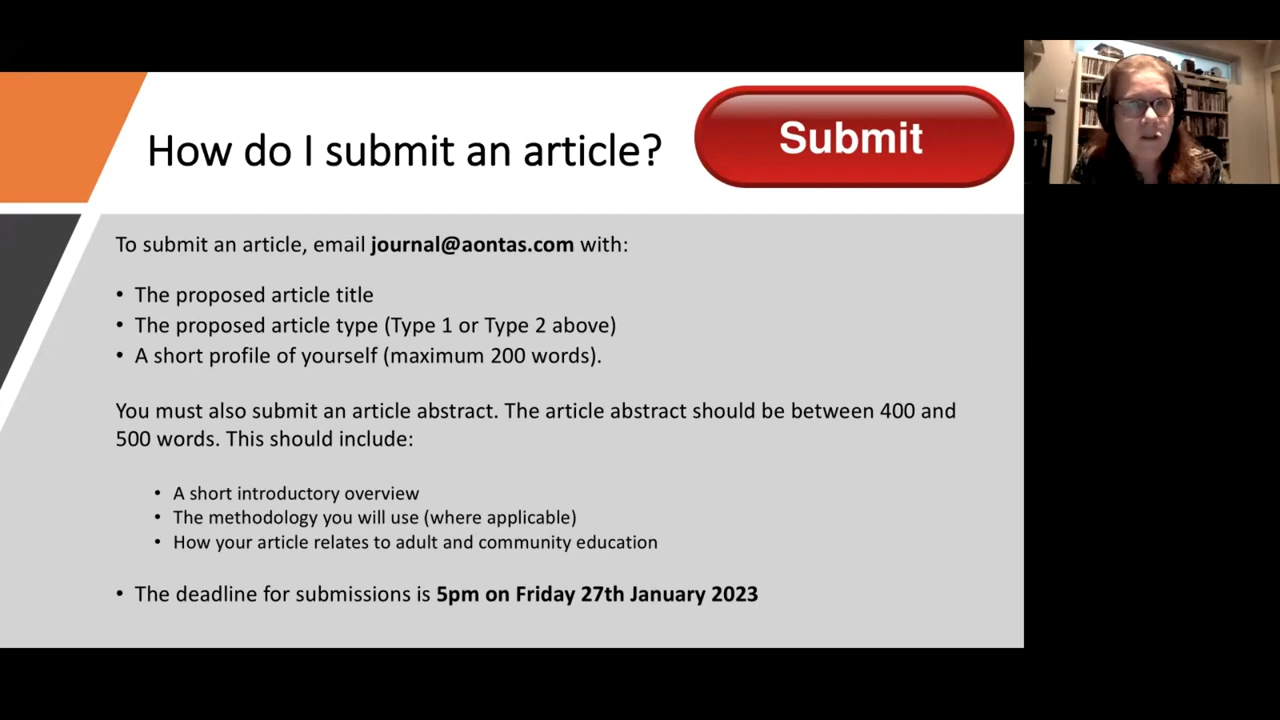 How do I submit an article?
Submit
To submit an article, email journal@aontas.com with:
• The proposed article title
• The proposed article type (Type 1 or Type 2 above)
• A short profile of yourself (maximum 200 words).
You must also submit an article abstract. The article abstract should be between 400 and
500 words. This should include:
• A short introductory overview
• The methodology you will use (where applicable)
• How your article relates to adult and community education
• The deadline for submissions is 5pm on Friday 27th January 2023